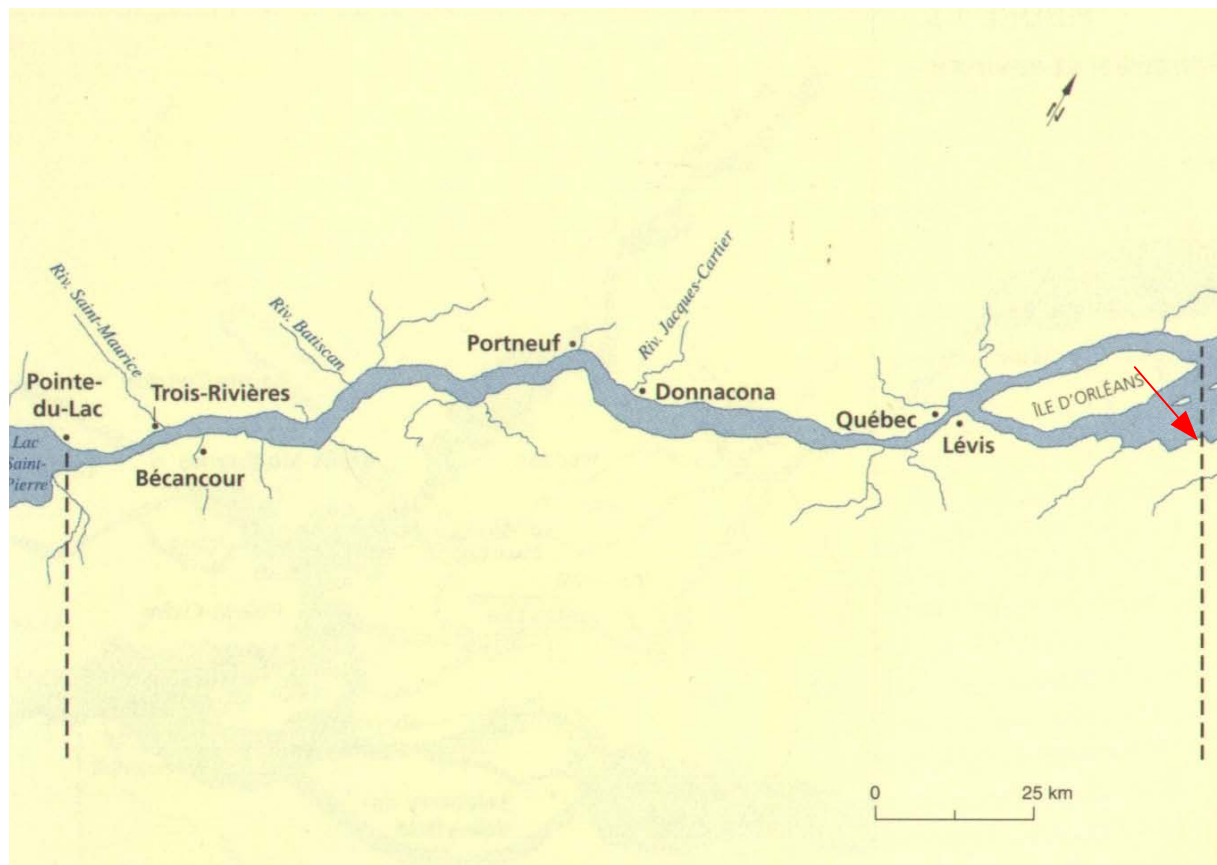 N
Riv. Saint-Maurice
Riv. Batiscan
Riv. Jacques-Cartier
Portneuf
Pointe-
du-Lac
Trois-Rivières
Donnacona
ÎLE D'ORLÉANS
Québec
Lac
Saint-
Pierre
Lévis
Bécancour
0
25 km